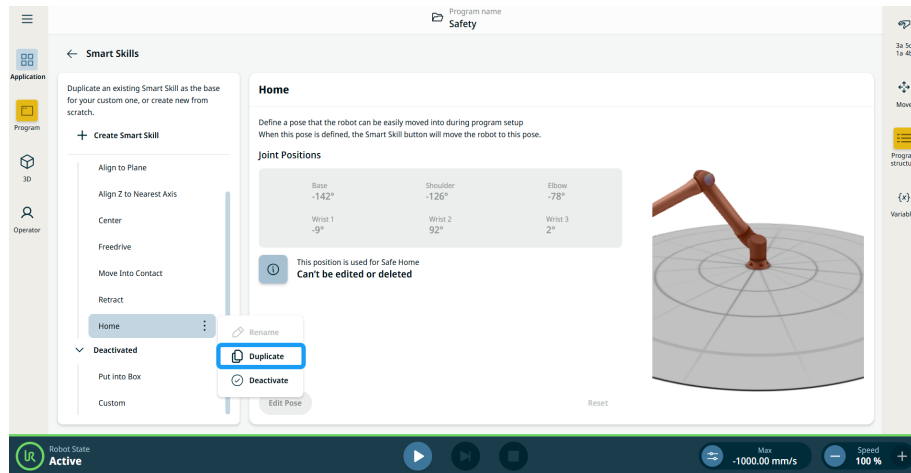 Program name
Safety
Application
Program
3D
Operator
Smart Skills
Duplicate an existing Smart Skill as the base
for your custom one, or create new from
scratch.
Create Smart Skill
Align to Plane
Align Z to Nearest Axis
Center
Freedrive
Move Into Contact
Retract
Home
Deactivated
Put into Box
Custom
Rename
Duplicate
Deactivate
Home
Define a pose that the robot can be easily moved into during program setup
When this pose is defined, the Smart Skill button will move the robot to this pose.
Joint Positions
Base
-142°
Shoulder
-126°
Elbow
-78°
Wrist 1
-9°
Wrist 2
92°
Wrist 3
2°
This position is used for Safe Home
Can't be edited or deleted
Edit Pose
Reset
Move
{x}
Robot State
Active
Max
-1000.00 mm/s
Speed
100 %